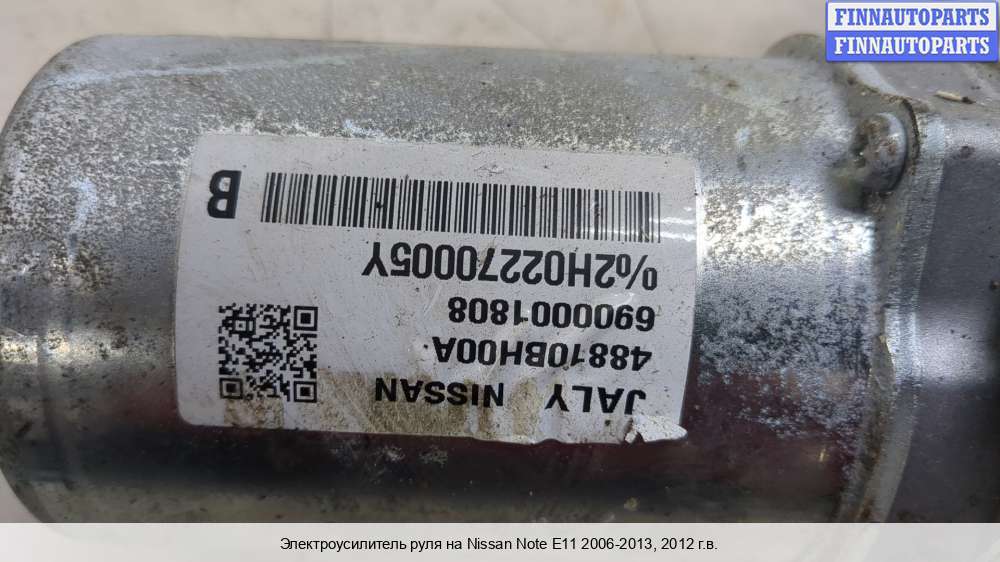 FINNAUTOPARTS
FINNAUTOPARTS
JALY NISSAN
48810BH00A
6900001808
%2H02270005Y
B
Электроусилитель руля на Nissan Note E11 2006-2013, 2012 г.в.